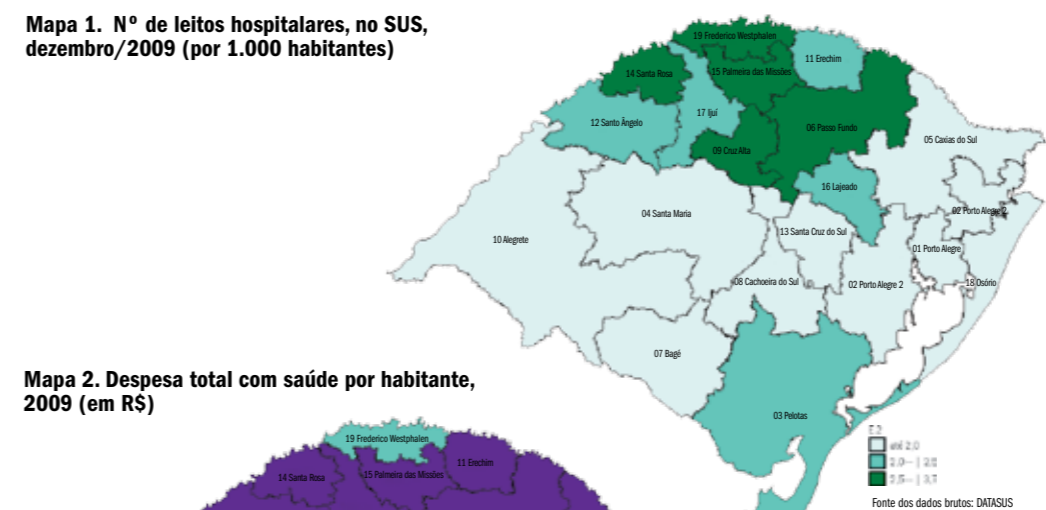 Mapa 1. Nº de leitos hospitalares, no SUS,
dezembro/2009 (por 1.000 habitantes)
19 Frederico Westphalen
11 Erechim
14 Santa Rosa
15 Palmeira das Missões
17 Ijuí
12 Santo Ângelo
06 Passo Fundo
09 Cruz Alta
05 Caxias do Sul
16 Lajeado
04 Santa Maria
02 Porto Alegre 2
13 Santa Cruz do Sul
10 Alegrete
01 Porto Alegre
08 Cachoeira do Sul
02 Porto Alegre 2
18 Osório
07 Bagé
03 Pelotas
até 2,0
Fonte dos dados brutos: DATASUS
Mapa 2. Despesa total com saúde por habitante,
2009 (em R$)
19 Frederico Westphalen
11 Erechim
14 Santa Rosa
15 Palmeira das Missões